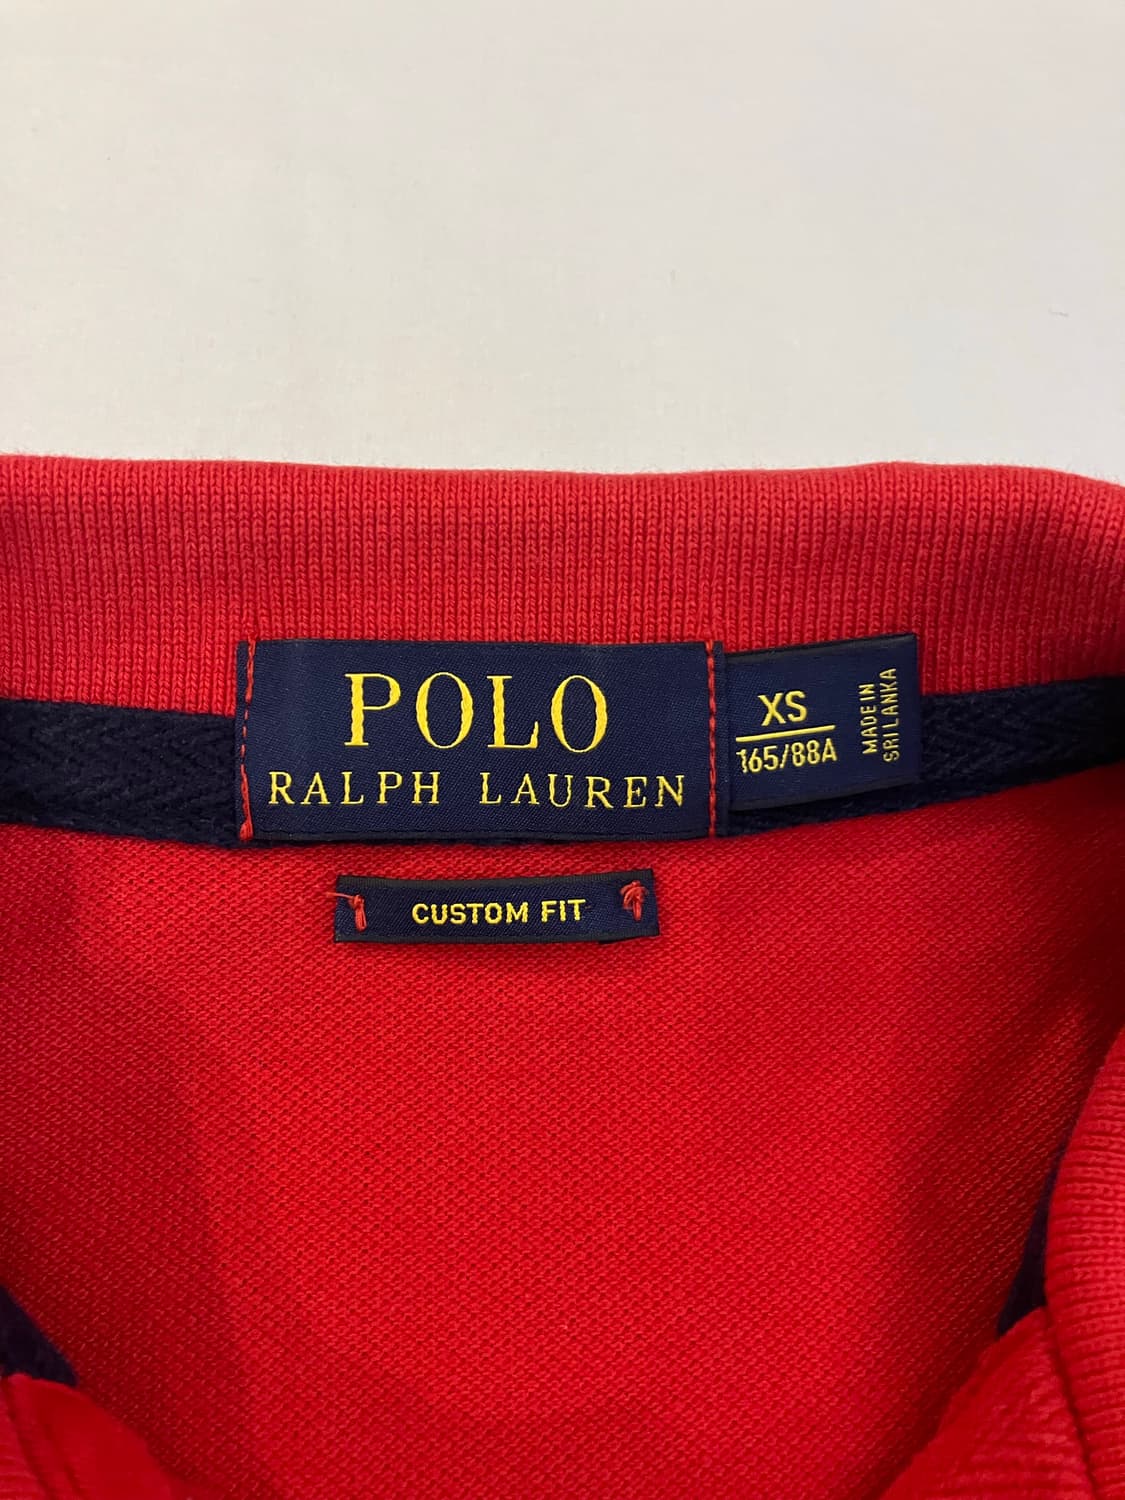 POLO
RALPH LAUREN
XS
165/88A
MADE IN
SRI LANKA
CUSTOM FIT